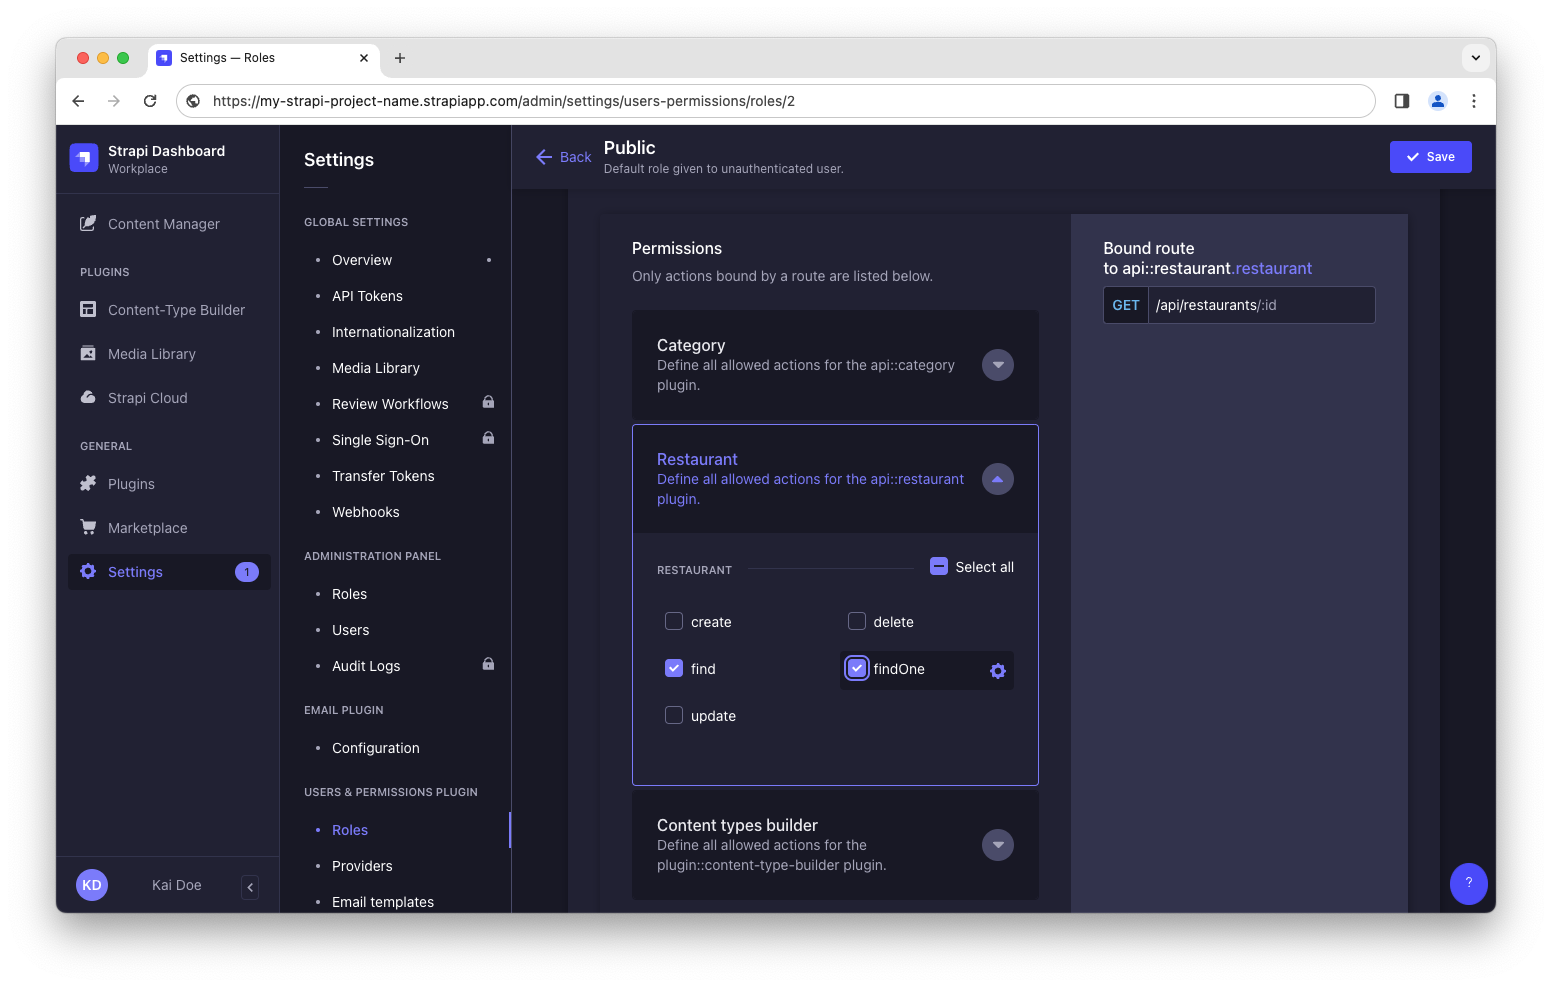 Settings — Roles
https://my-strapi-project-name.strapiapp.com/admin/settings/users-permissions/roles/2
Strapi Dashboard
Workplace
Content Manager
PLUGINS
Content-Type Builder
Media Library
Strapi Cloud
GENERAL
Plugins
Marketplace
Settings
1
KD
Kai Doe
Settings
GLOBAL SETTINGS
Overview
API Tokens
Internationalization
Media Library
Review Workflows
Single Sign-On
Transfer Tokens
Webhooks
ADMINISTRATION PANEL
Roles
Users
Audit Logs
EMAIL PLUGIN
Configuration
USERS & PERMISSIONS PLUGIN
Roles
Providers
Email templates
Back
Public
Default role given to unauthenticated user.
Save
Permissions
Only actions bound by a route are listed below.
Category
Define all allowed actions for the api::category
plugin.
Restaurant
Define all allowed actions for the api::restaurant
plugin.
RESTAURANT
Select all
create
delete
find
findOne
update
Content types builder
Define all allowed actions for the
plugin::content-type-builder plugin.
Bound route
to api::restaurant.restaurant
GET
/api/restaurants/:id
?